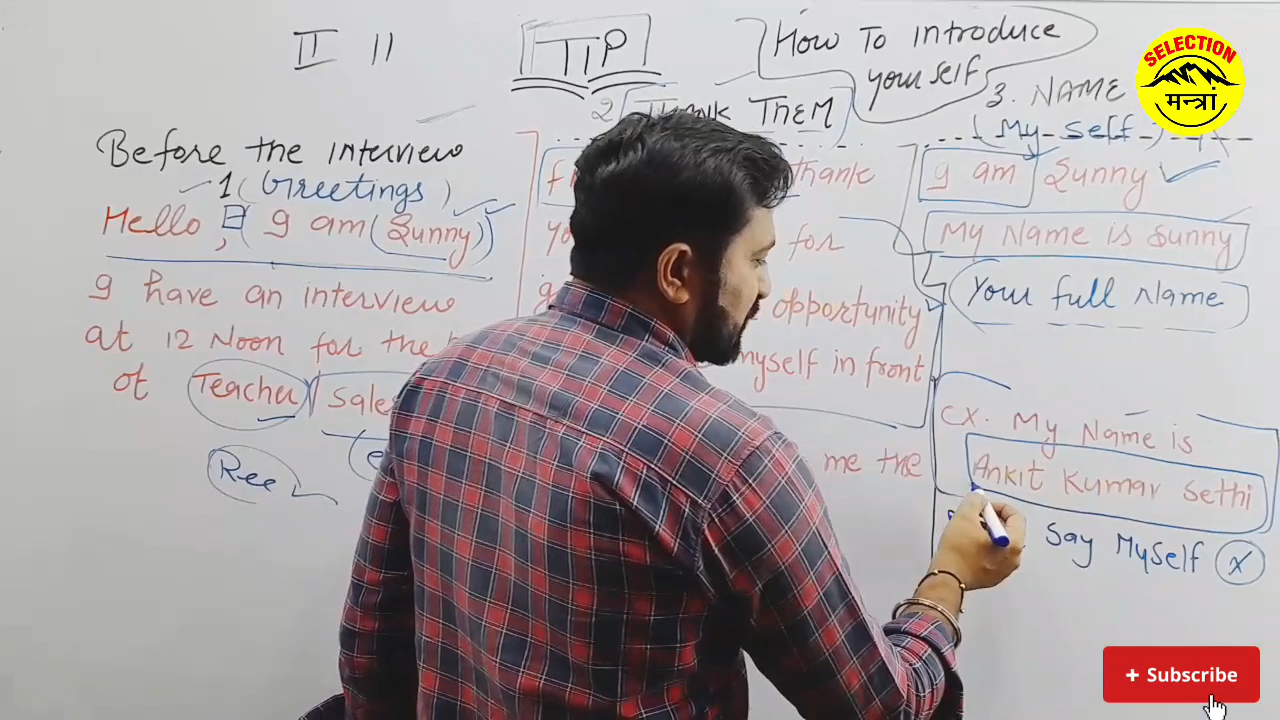 II 11
TIP
How To introduce
your self
SELECTION
मन्त्रां
Before the interview
1 ( Greetings )
Hello, ( I am (Sunny))
I have an interview
at 12 Noon for the
of Teacher Sales
Ree
2 THANK THEM
thank
for
opportunity
myself in front
me the
3. NAME
( My self )
I am Sunny
My Name is Sunny
Your full Name
EX. My Name is
Ankit Kumar Sethi
Say Myself X
+ Subscribe